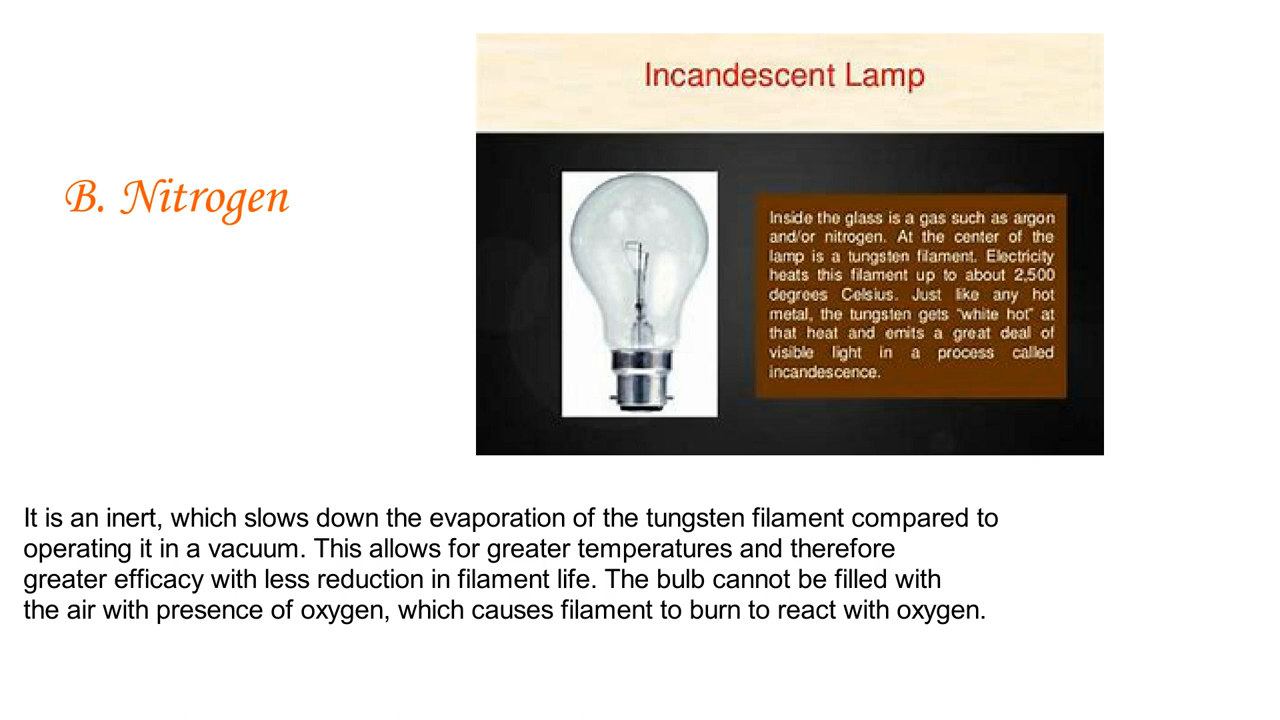 Incandescent Lamp
B. Nitrogen
Inside the glass is a gas such as argon
and/or nitrogen. At the center of the
lamp is a tungsten filament. Electricity
heats this filament up to about 2,500
degrees Celsius. Just like any hot
metal, the tungsten gets "white hot" at
that heat and emits a great deal of
visible light in a process called
incandescence.
It is an inert, which slows down the evaporation of the tungsten filament compared to
operating it in a vacuum. This allows for greater temperatures and therefore
greater efficacy with less reduction in filament life. The bulb cannot be filled with
the air with presence of oxygen, which causes filament to burn to react with oxygen.